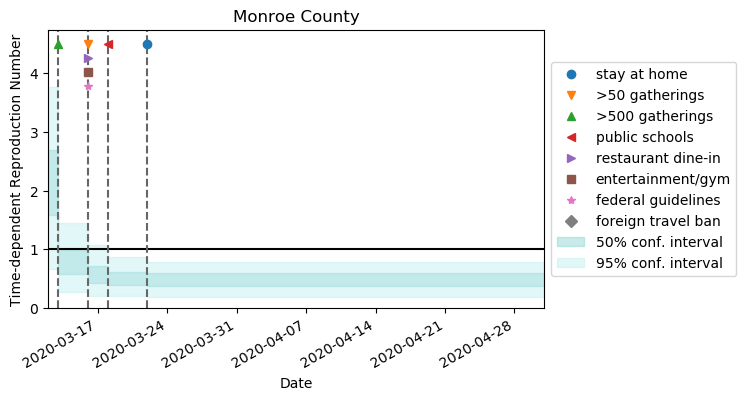 Monroe County
Time-dependent Reproduction Number
4
3
2
1
0
2020-03-17
2020-03-24
2020-03-31
2020-04-07
2020-04-14
2020-04-21
2020-04-28
Date
stay at home
>50 gatherings
>500 gatherings
public schools
restaurant dine-in
entertainment/gym
federal guidelines
foreign travel ban
50% conf. interval
95% conf. interval